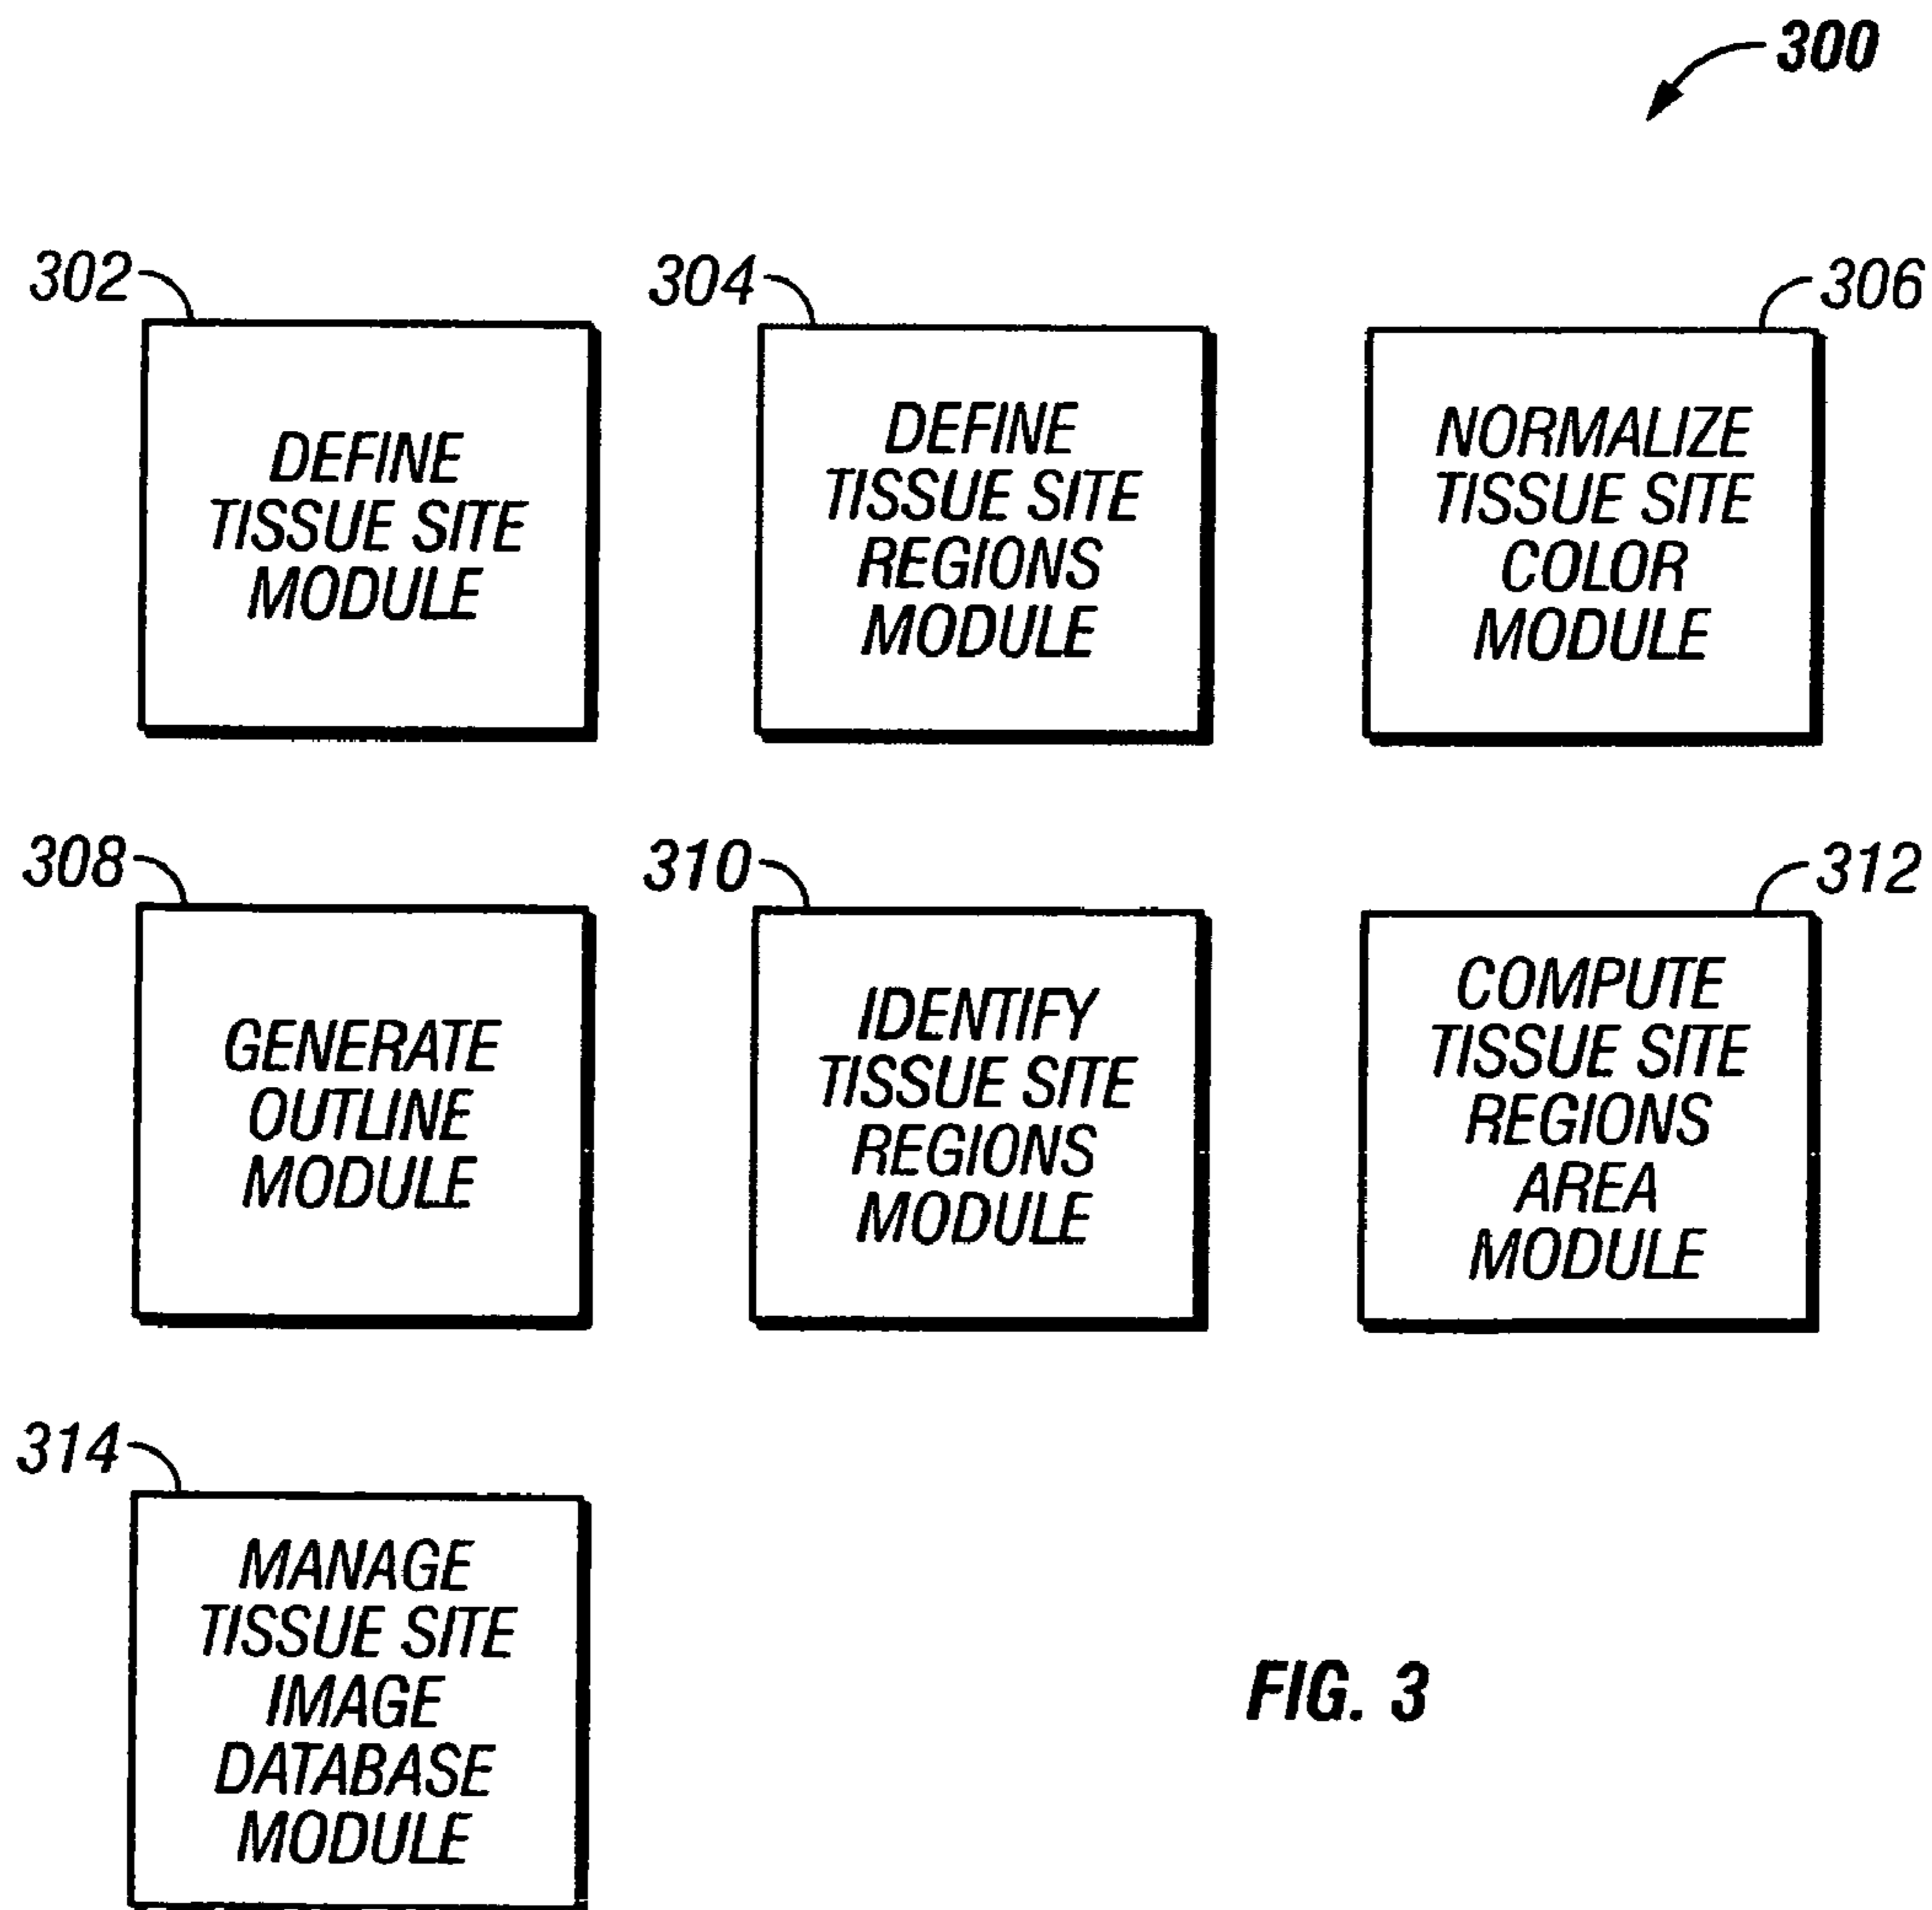 300
302
DEFINE
TISSUE SITE
MODULE
304
DEFINE
TISSUE SITE
REGIONS
MODULE
306
NORMALIZE
TISSUE SITE
COLOR
MODULE
308
GENERATE
OUTLINE
MODULE
310
IDENTIFY
TISSUE SITE
REGIONS
MODULE
312
COMPUTE
TISSUE SITE
REGIONS
AREA
MODULE
314
MANAGE
TISSUE SITE
IMAGE
DATABASE
MODULE
FIG. 3